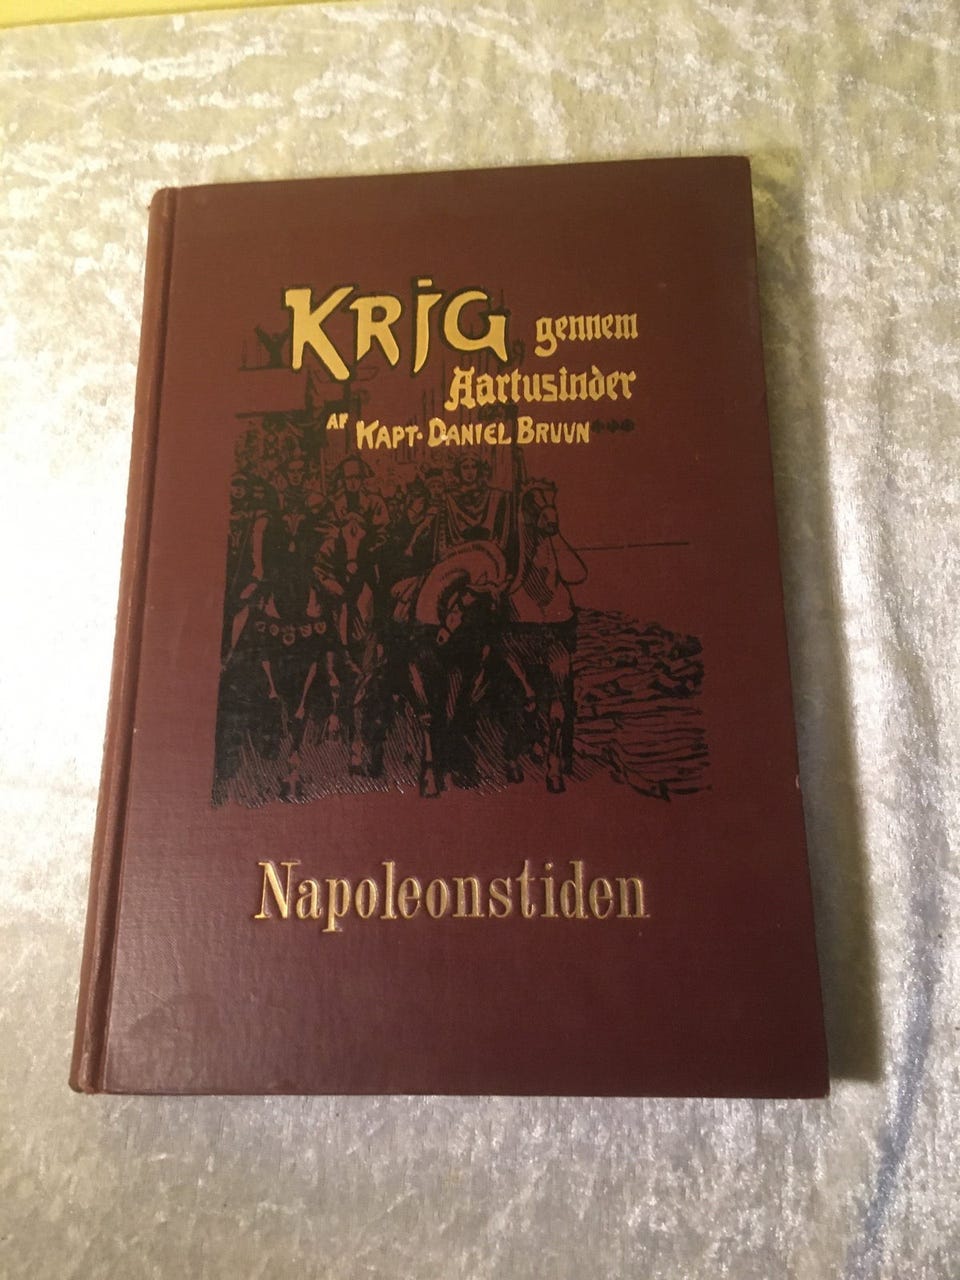 KRIG gennem
Aartusinder
AF KAPT. DANIEL BRUUN
Napoleonstiden